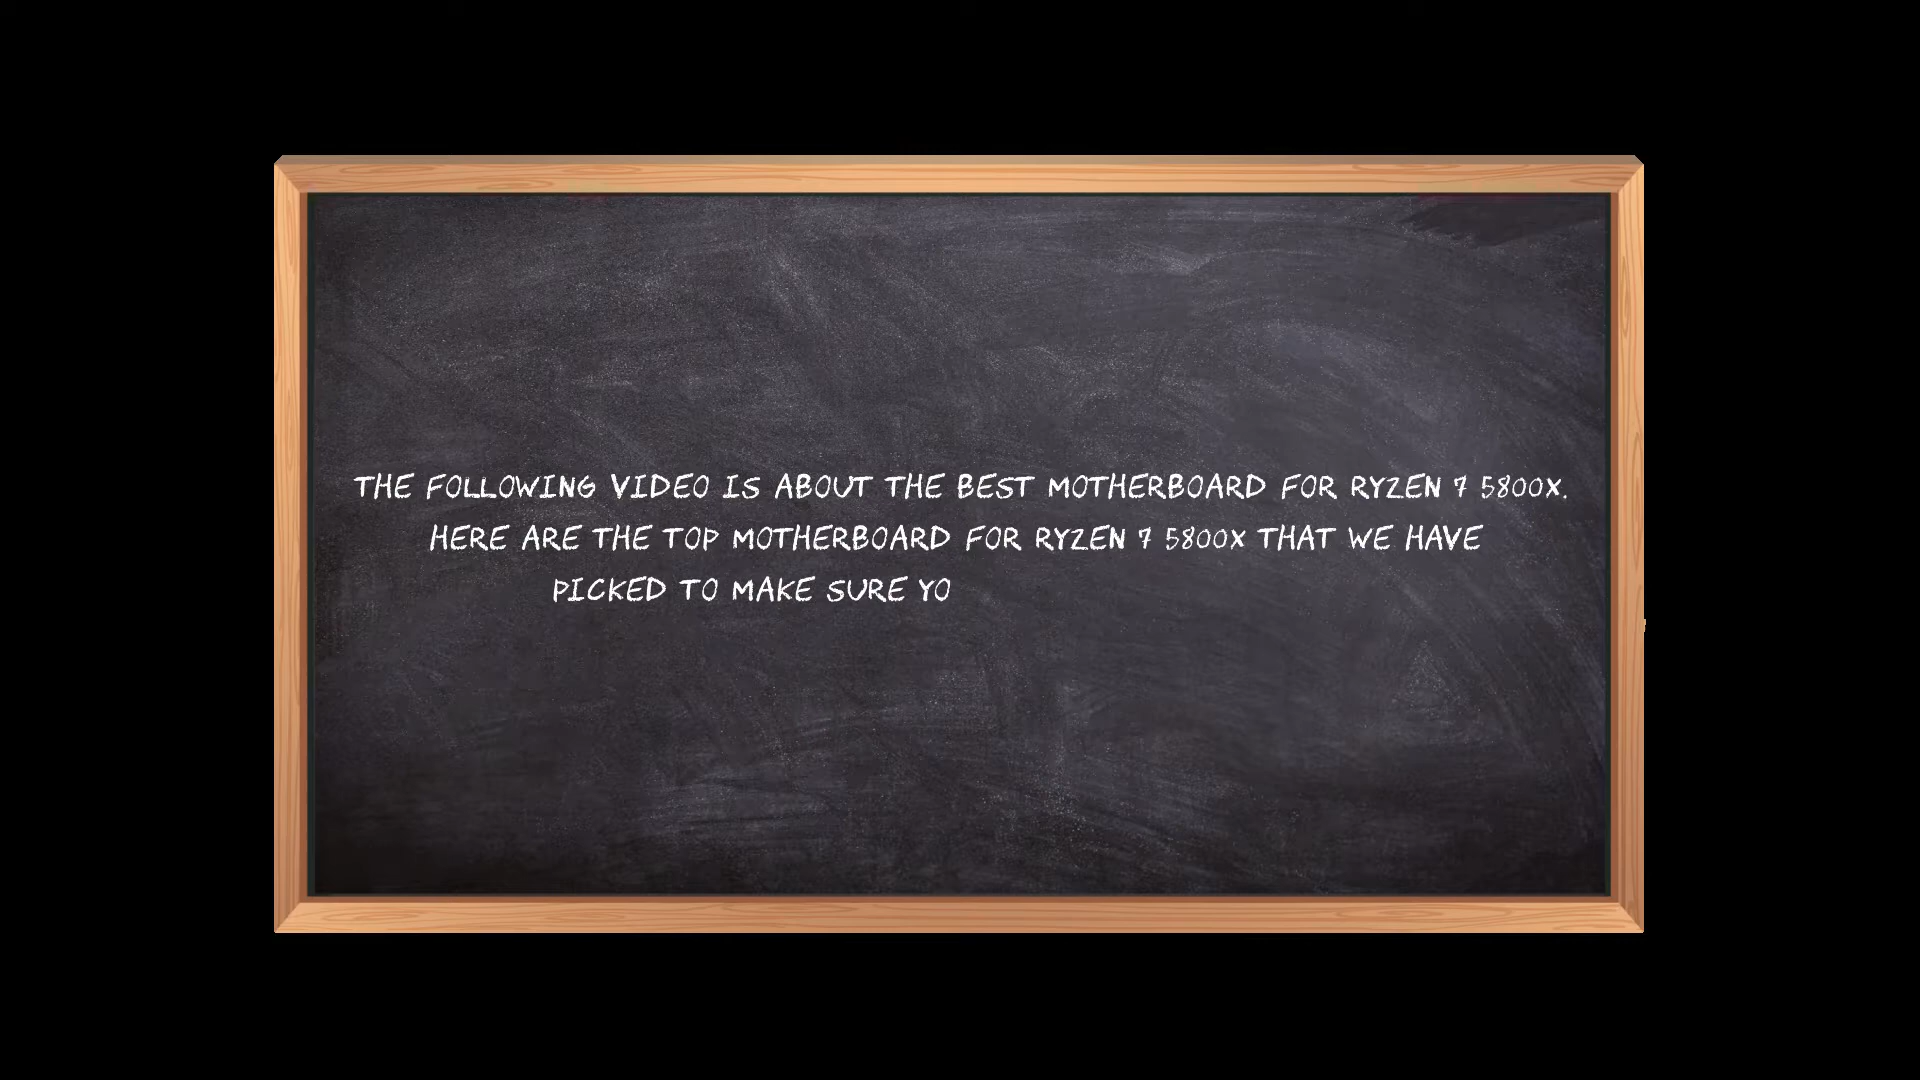 THE FOLLOWING VIDEO IS ABOUT THE BEST MOTHERBOARD FOR RYZEN 7 5800X.
HERE ARE THE TOP MOTHERBOARD FOR RYZEN 7 5800X THAT WE HAVE
PICKED TO MAKE SURE YO